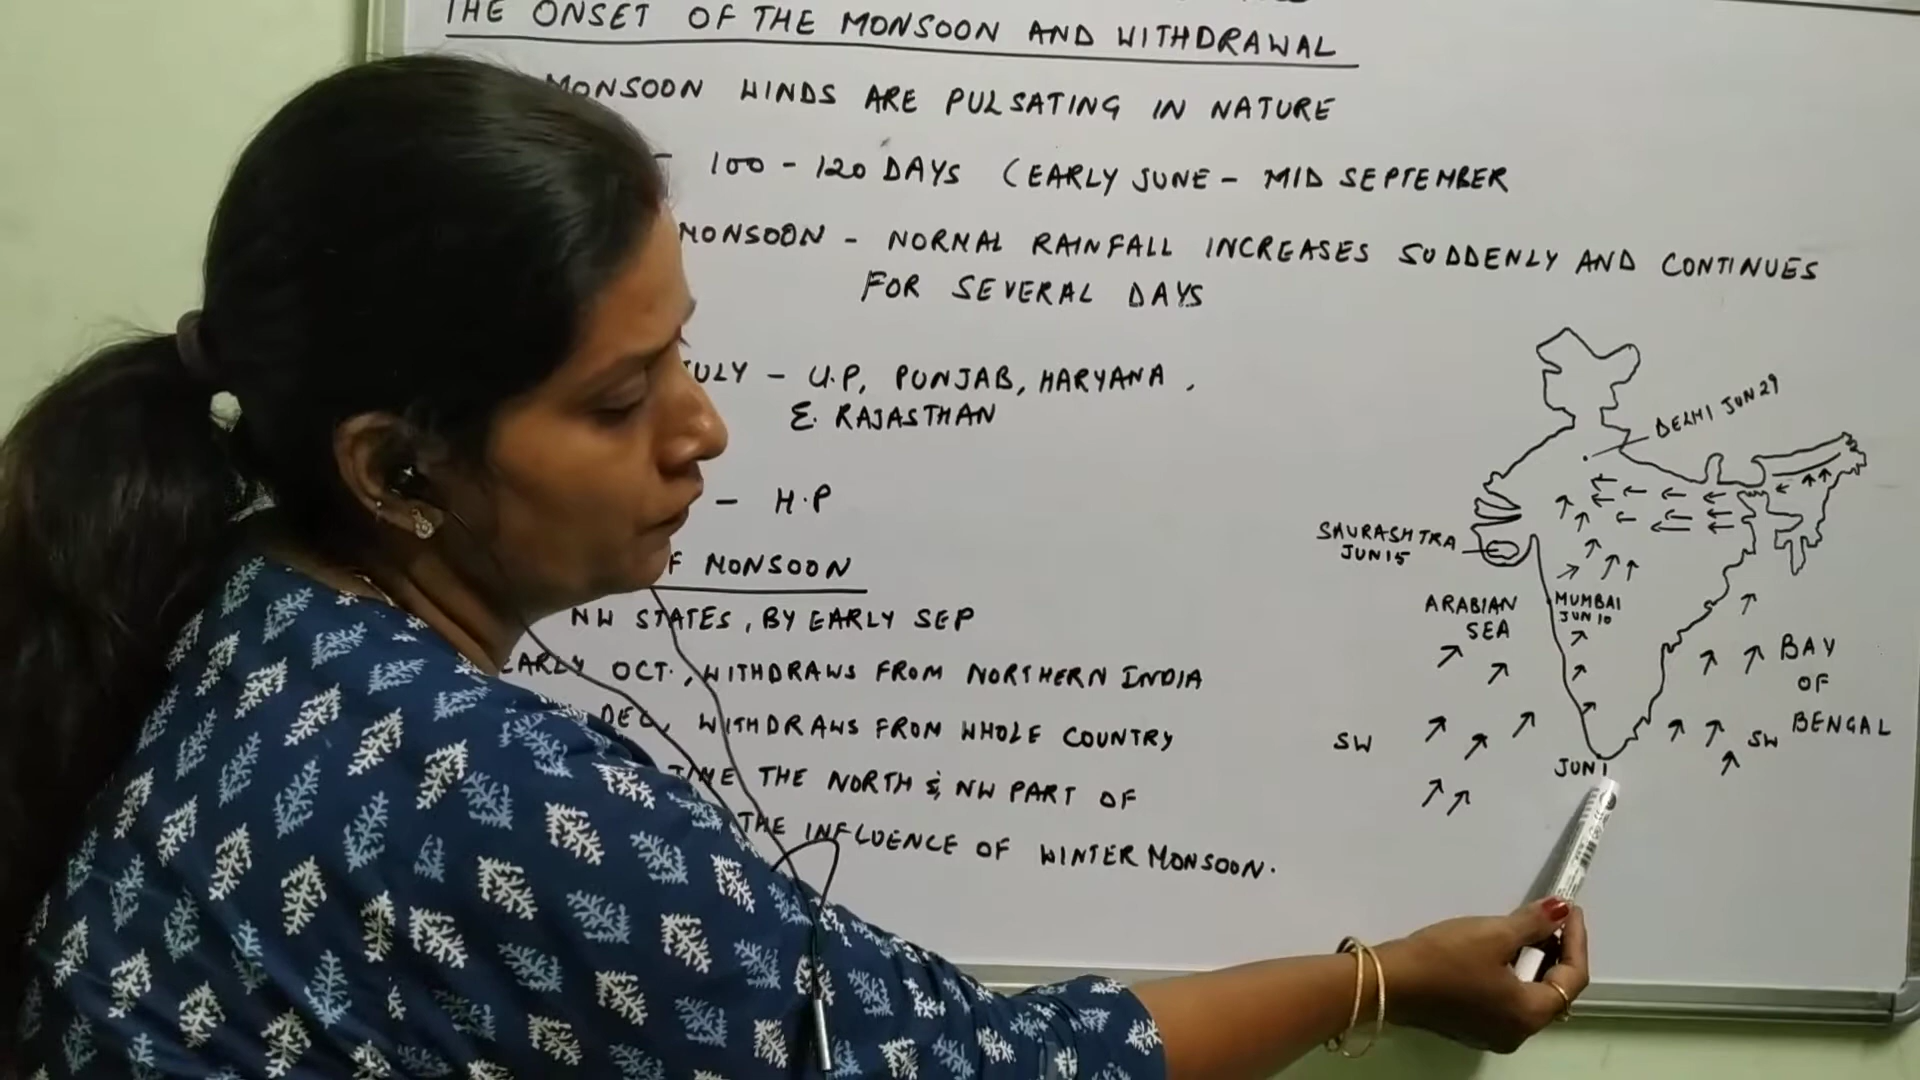 THE ONSET OF THE MONSOON AND WITHDRAWAL
MONSOON WINDS ARE PULSATING IN NATURE
100 - 120 DAYS (EARLY JUNE - MID SEPTEMBER
MONSOON - NORMAL RAINFALL INCREASES SUDDENLY AND CONTINUES
FOR SEVERAL DAYS
JULY - U.P, PUNJAB, HARYANA,
E. RAJASTHAN
- H.P
OF MONSOON
NW STATES, BY EARLY SEP
EARLY OCT., WITHDRAWS FROM NORTHERN INDIA
DEC, WITHDRAWS FROM WHOLE COUNTRY
TIME THE NORTH & NW PART OF
THE INFLUENCE OF WINTER MONSOON.
DELHI JUN 29
SAURASHTRA
JUN 15
ARABIAN
SEA
MUMBAI
JUN 10
BAY
OF
BENGAL
SW
SW
JUN 1